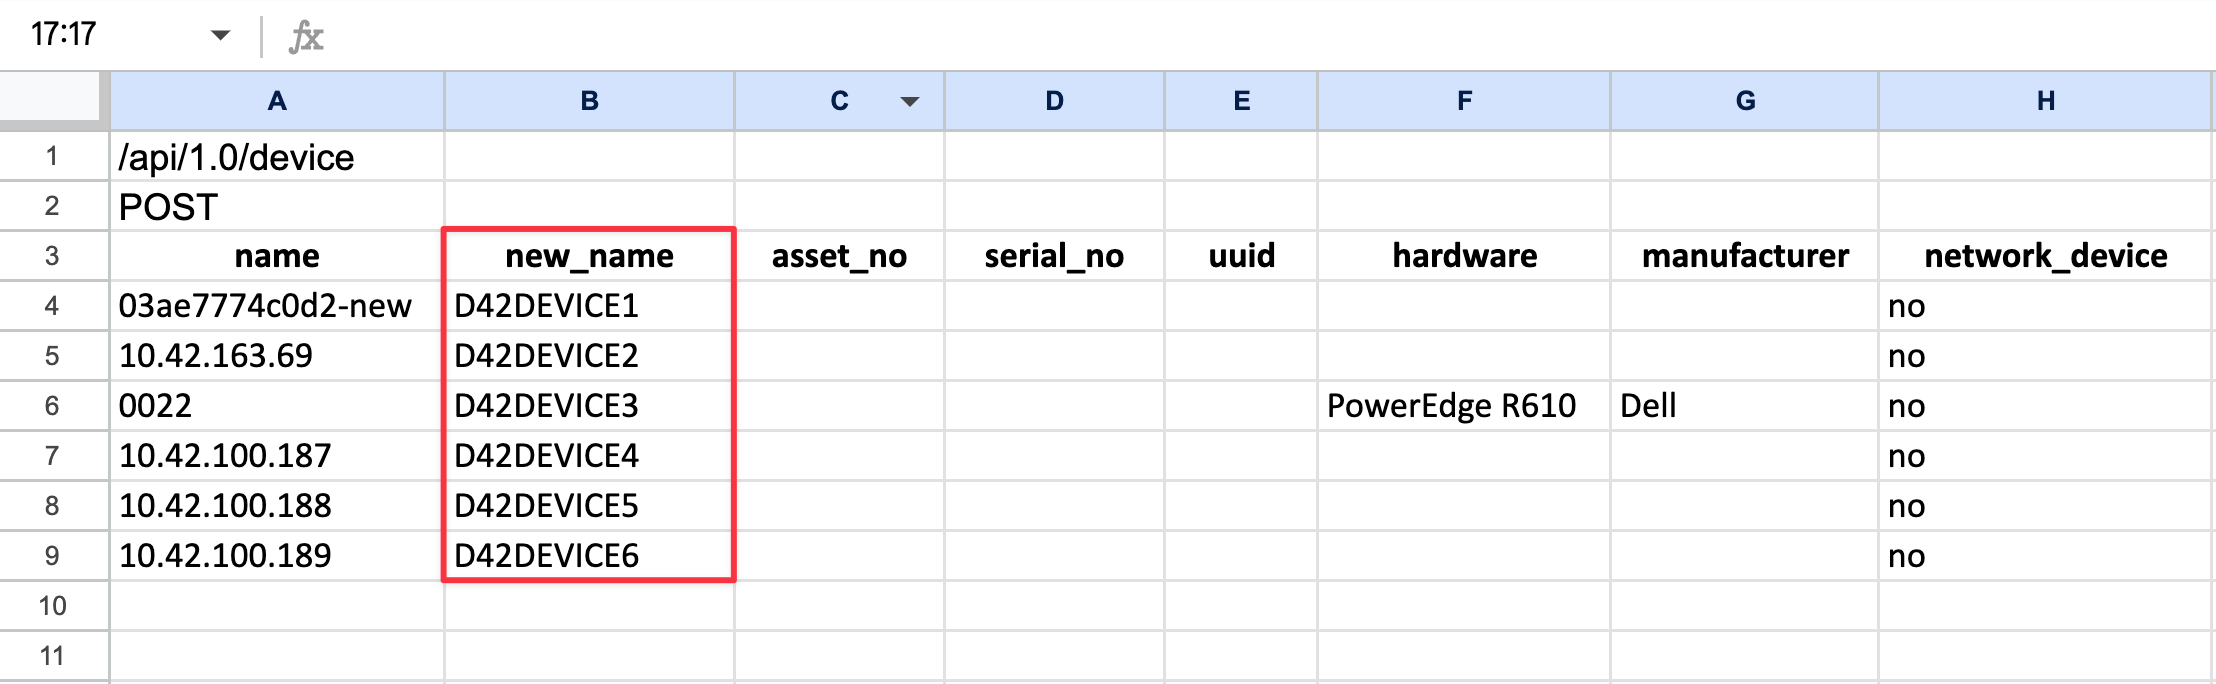 17:17 fx
A B C D E F G H
1 /api/1.0/device
2 POST
3 name new_name asset_no serial_no uuid hardware manufacturer network_device
4 03ae7774c0d2-new D42DEVICE1 no
5 10.42.163.69 D42DEVICE2 no
6 0022 D42DEVICE3 PowerEdge R610 Dell no
7 10.42.100.187 D42DEVICE4 no
8 10.42.100.188 D42DEVICE5 no
9 10.42.100.189 D42DEVICE6 no
10
11